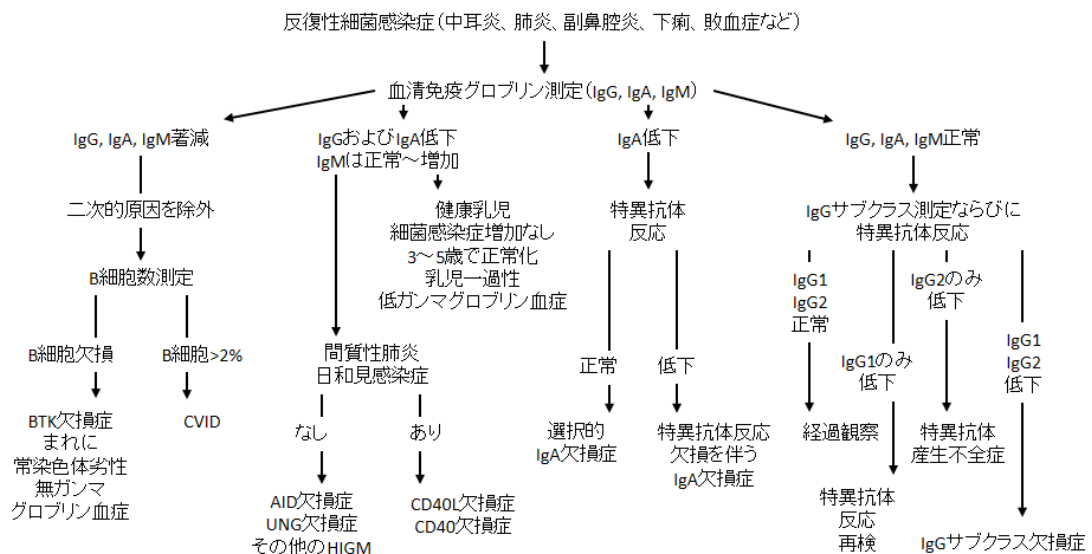 反復性細菌感染症(中耳炎、肺炎、副鼻腔炎、下痢、敗血症など)
血清免疫グロブリン測定(IgG, IgA, IgM)
IgG, IgA, IgM著減
二次的原因を除外
B細胞数測定
B細胞欠損
BTK欠損症
まれに
常染色体劣性
無ガンマ
グロブリン血症
B細胞>2%
CVID
IgGおよびIgA低下
IgMは正常～増加
健康乳児
細菌感染症増加なし
3～5歳で正常化
乳児一過性
低ガンマグロブリン血症
間質性肺炎
日和見感染症
なし
AID欠損症
UNG欠損症
その他のHIGM
あり
CD40L欠損症
CD40欠損症
IgA低下
特異抗体
反応
正常
選択的
IgA欠損症
低下
特異抗体反応
欠損を伴う
IgA欠損症
IgG, IgA, IgM正常
IgGサブクラス測定ならびに
特異抗体反応
IgG1
IgG2
正常
経過観察
IgG1のみ
低下
特異抗体
反応
再検
IgG2のみ
低下
特異抗体
産生不全症
IgG1
IgG2
低下
IgGサブクラス欠損症